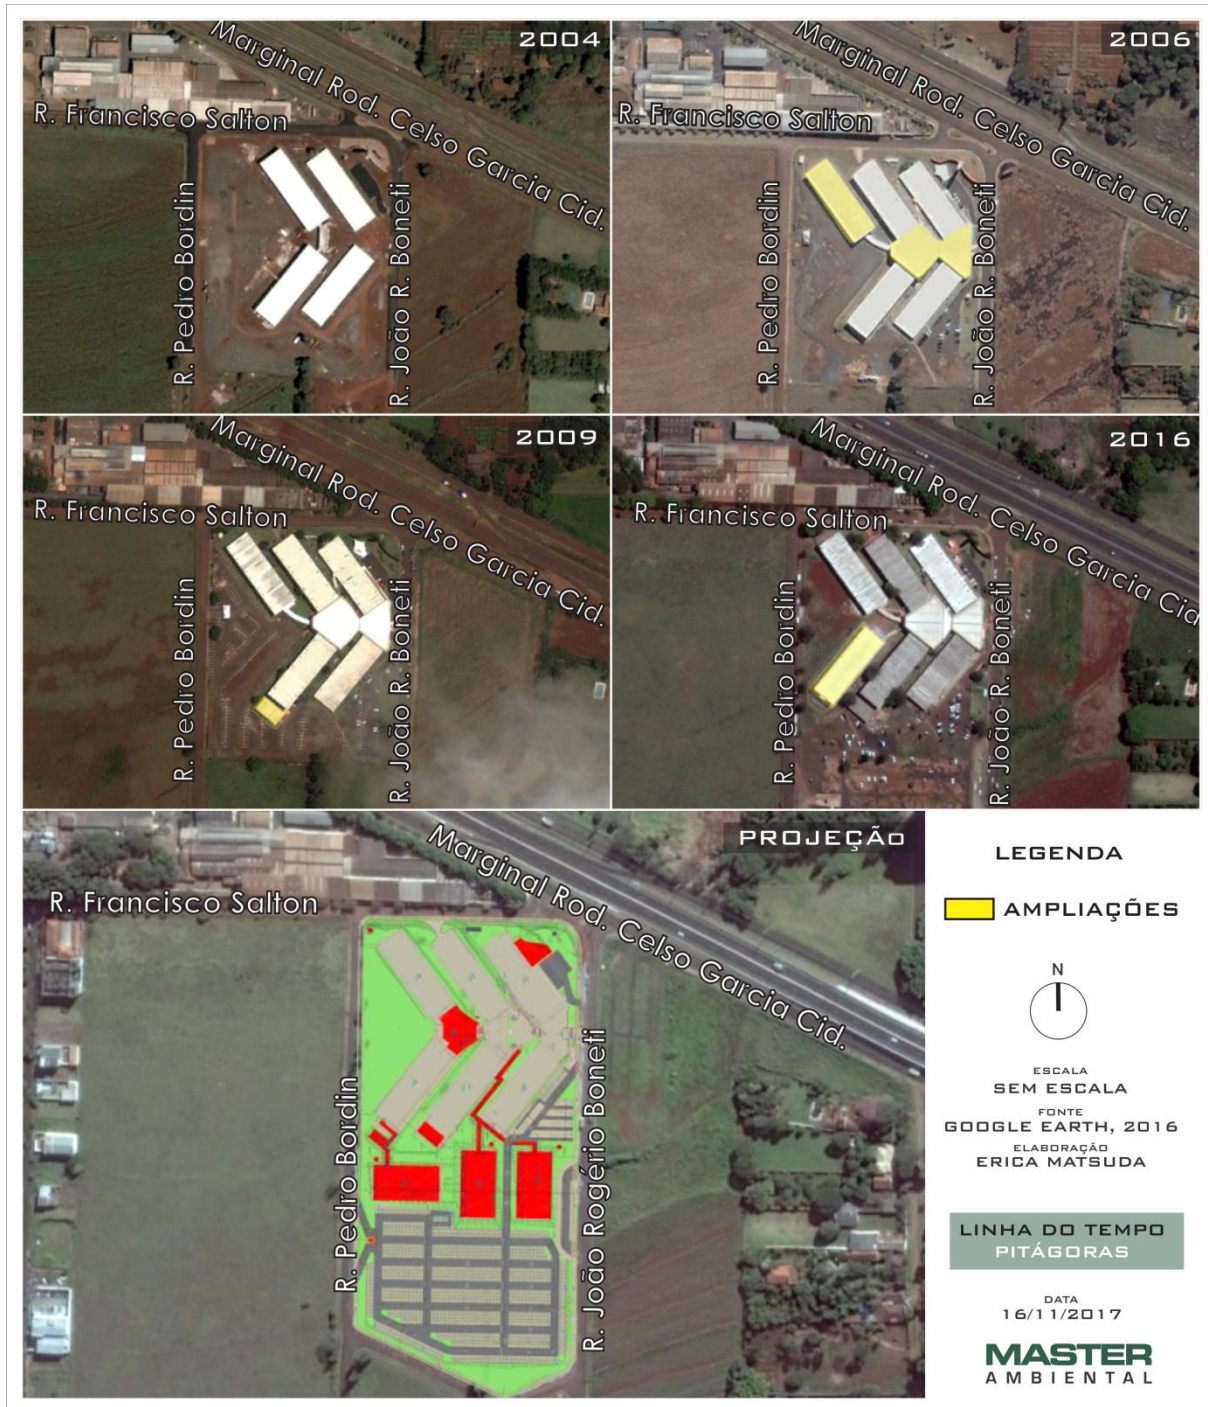 2004
Marginal Rod. Celso Garcia Cid.
R. Francisco Salton
R. Pedro Bordin
R. João R. Boneti
2006
Marginal Rod. Celso Garcia Cid.
R. Francisco Salton
R. Pedro Bordin
R. João R. Boneti
2009
Marginal Rod. Celso Garcia Cid.
R. Francisco Salton
R. Pedro Bordin
R. João R. Boneti
2016
Marginal Rod. Celso Garcia Cid
R. Francisco Salton
R. Pedro Bordin
R. João R. Boneti
PROJEÇÃO
Marginal Rod. Celso Garcia Cid.
R. Francisco Salton
R. Pedro Bordin
R. João Rogério Boneti
LEGENDA
AMPLIAÇÕES
N
ESCALA
SEM ESCALA
FONTE
GOOGLE EARTH, 2016
ELABORAÇÃO
ERICA MATSUDA
LINHA DO TEMPO
PITÁGORAS
DATA
16/11/2017
MASTER
AMBIENTAL